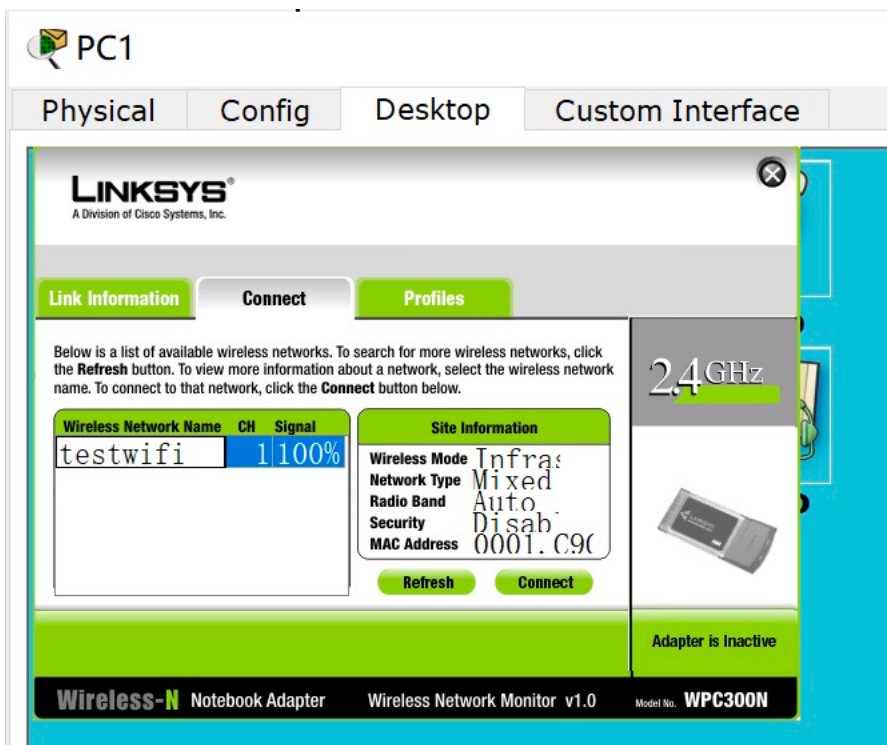 PC1
Physical Config Desktop Custom Interface
LINKSYS®
A Division of Cisco Systems, Inc.
Link Information Connect Profiles
Below is a list of available wireless networks. To search for more wireless networks, click
the Refresh button. To view more information about a network, select the wireless network
name. To connect to that network, click the Connect button below.
2.4GHz
Wireless Network Name CH Signal
testwifi 1 100%
Site Information
Wireless Mode Infras
Network Type Mixed
Radio Band Auto
Security Disab
MAC Address 0001.C90
Refresh Connect
Adapter is Inactive
Wireless-N Notebook Adapter Wireless Network Monitor v1.0 Model No. WPC300N